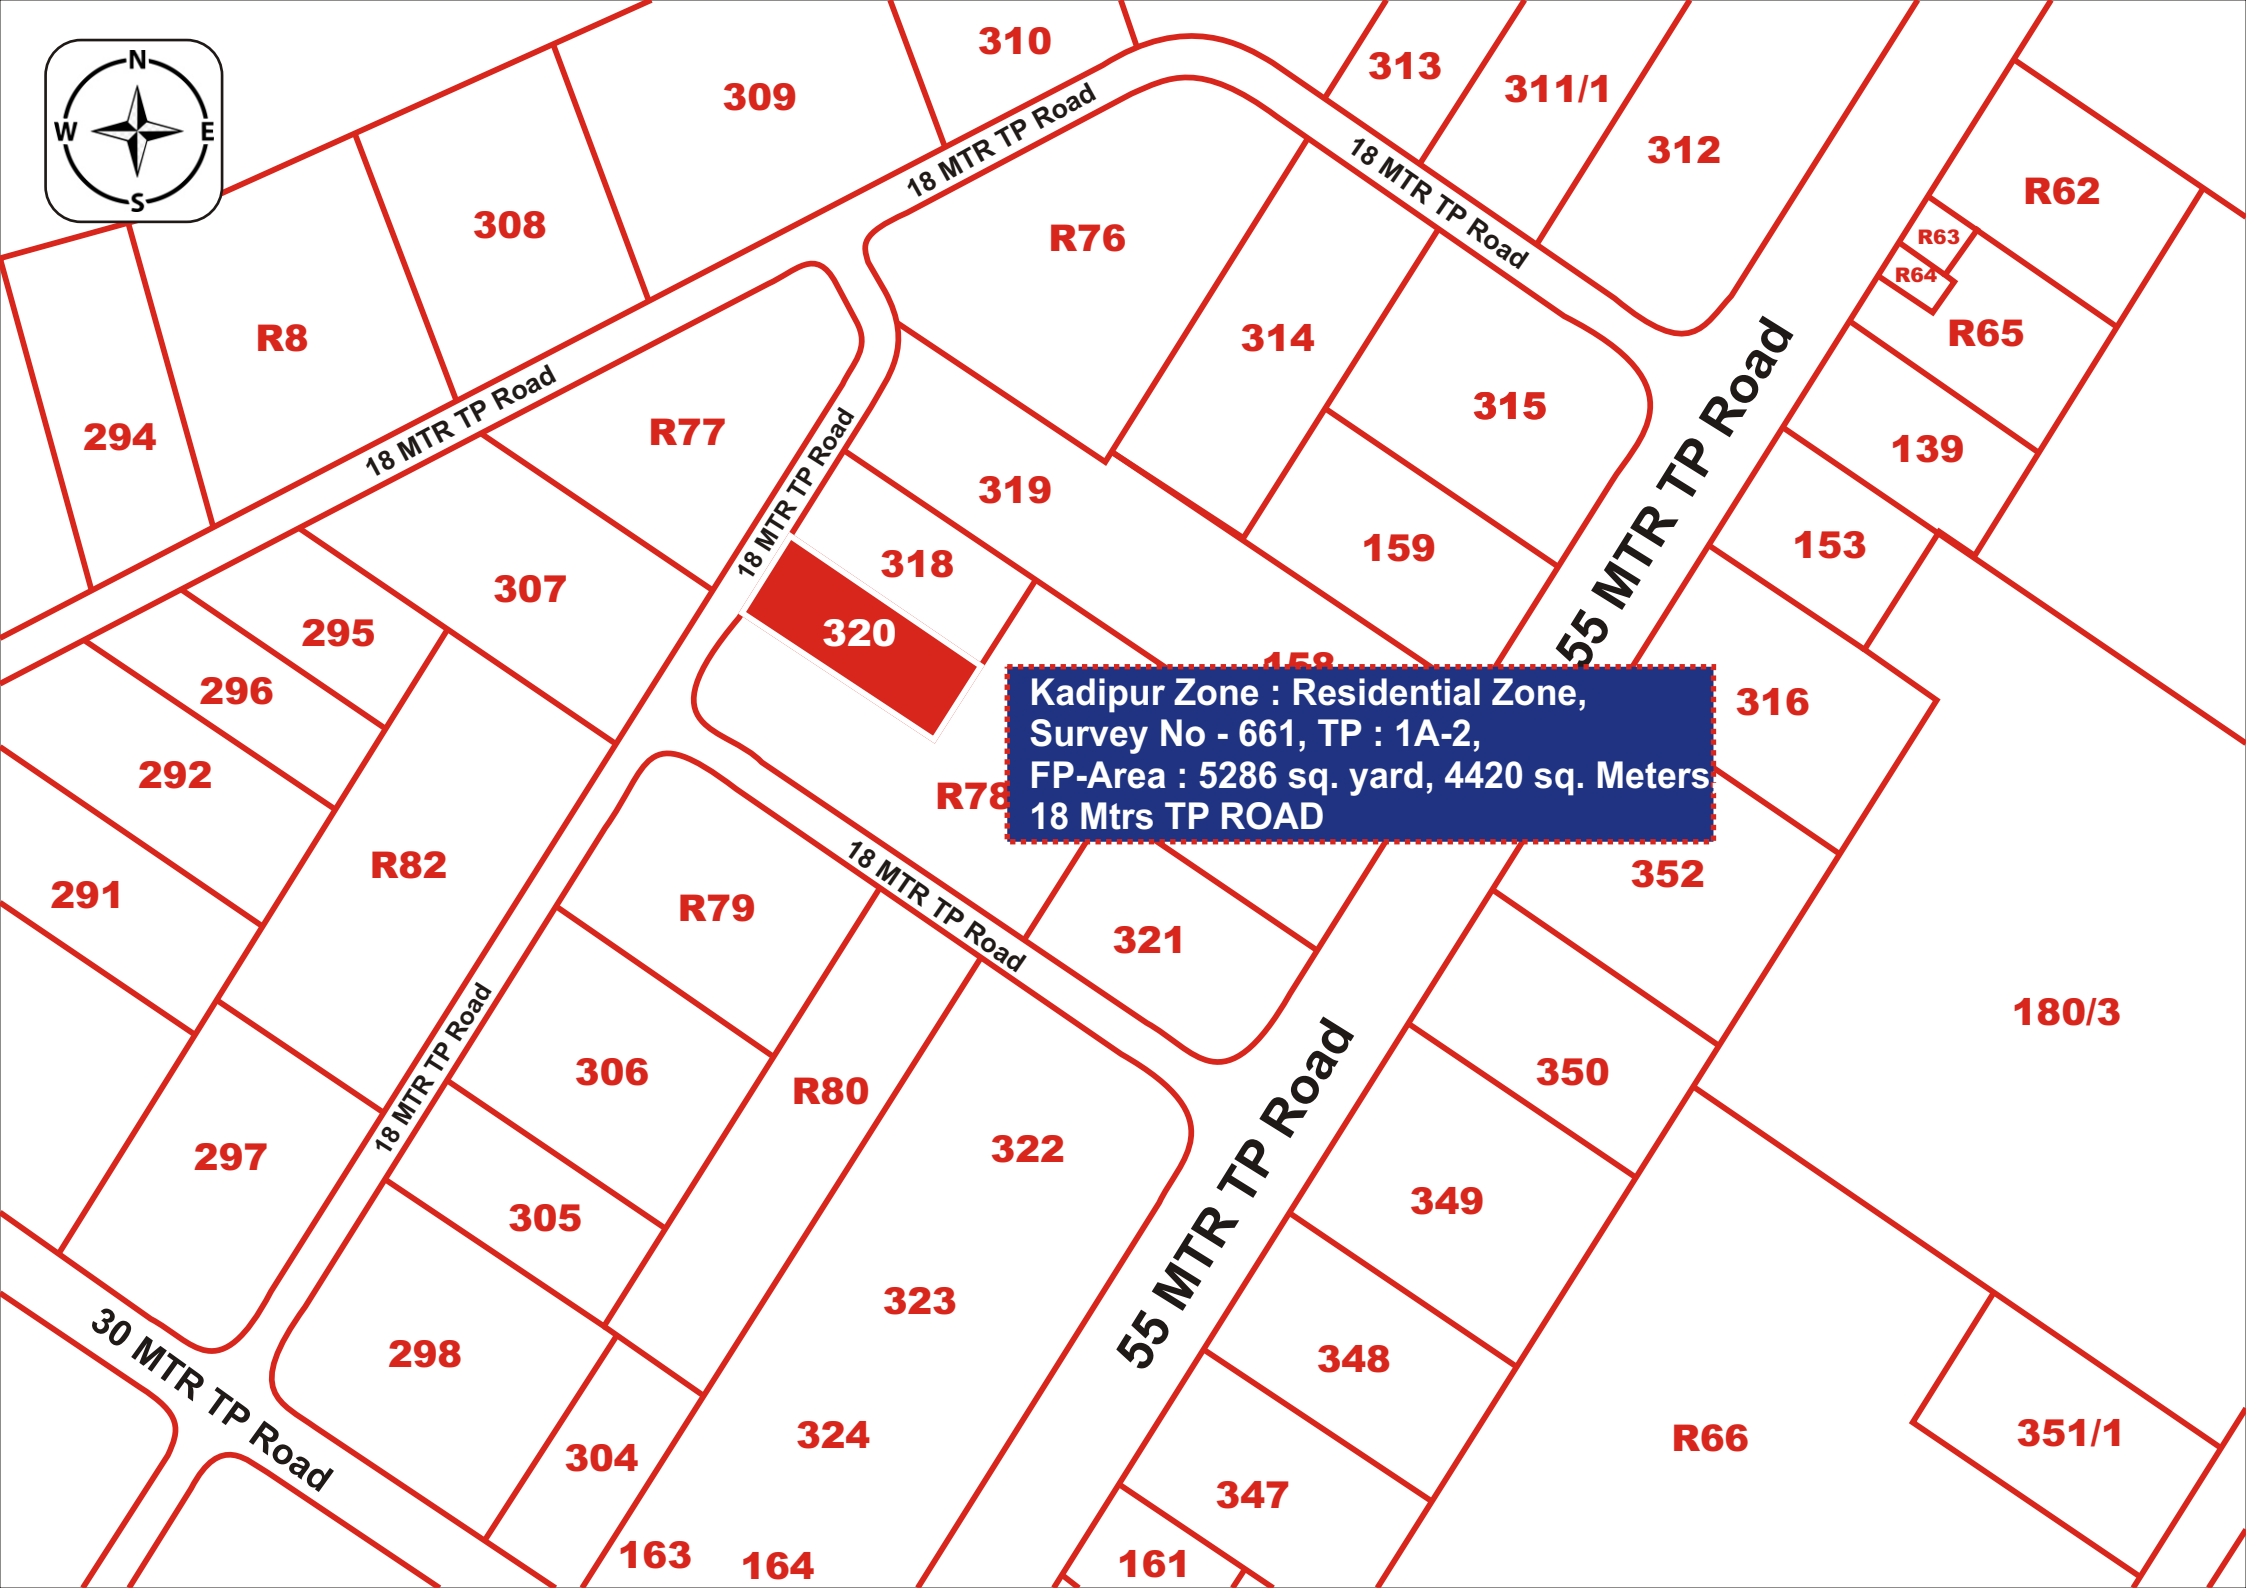 N
W
E
S
310
309
313
311/1
312
308
R76
R62
R63
R64
R65
R8
314
315
294
R77
139
18 MTR TP Road
18 MTR TP Road
18 MTR TP Road
18 MTR TP Road
55 MTR TP Road
319
159
153
318
307
295
320
296
158
316
Kadipur Zone : Residential Zone,
Survey No - 661, TP : 1A-2,
FP-Area : 5286 sq. yard, 4420 sq. Meters
18 Mtrs TP ROAD
292
R78
R82
291
R79
18 MTR TP Road
352
321
180/3
18 MTR TP Road
306
R80
350
322
297
55 MTR TP Road
349
305
323
298
348
30 MTR TP Road
324
R66
351/1
304
347
163
164
161